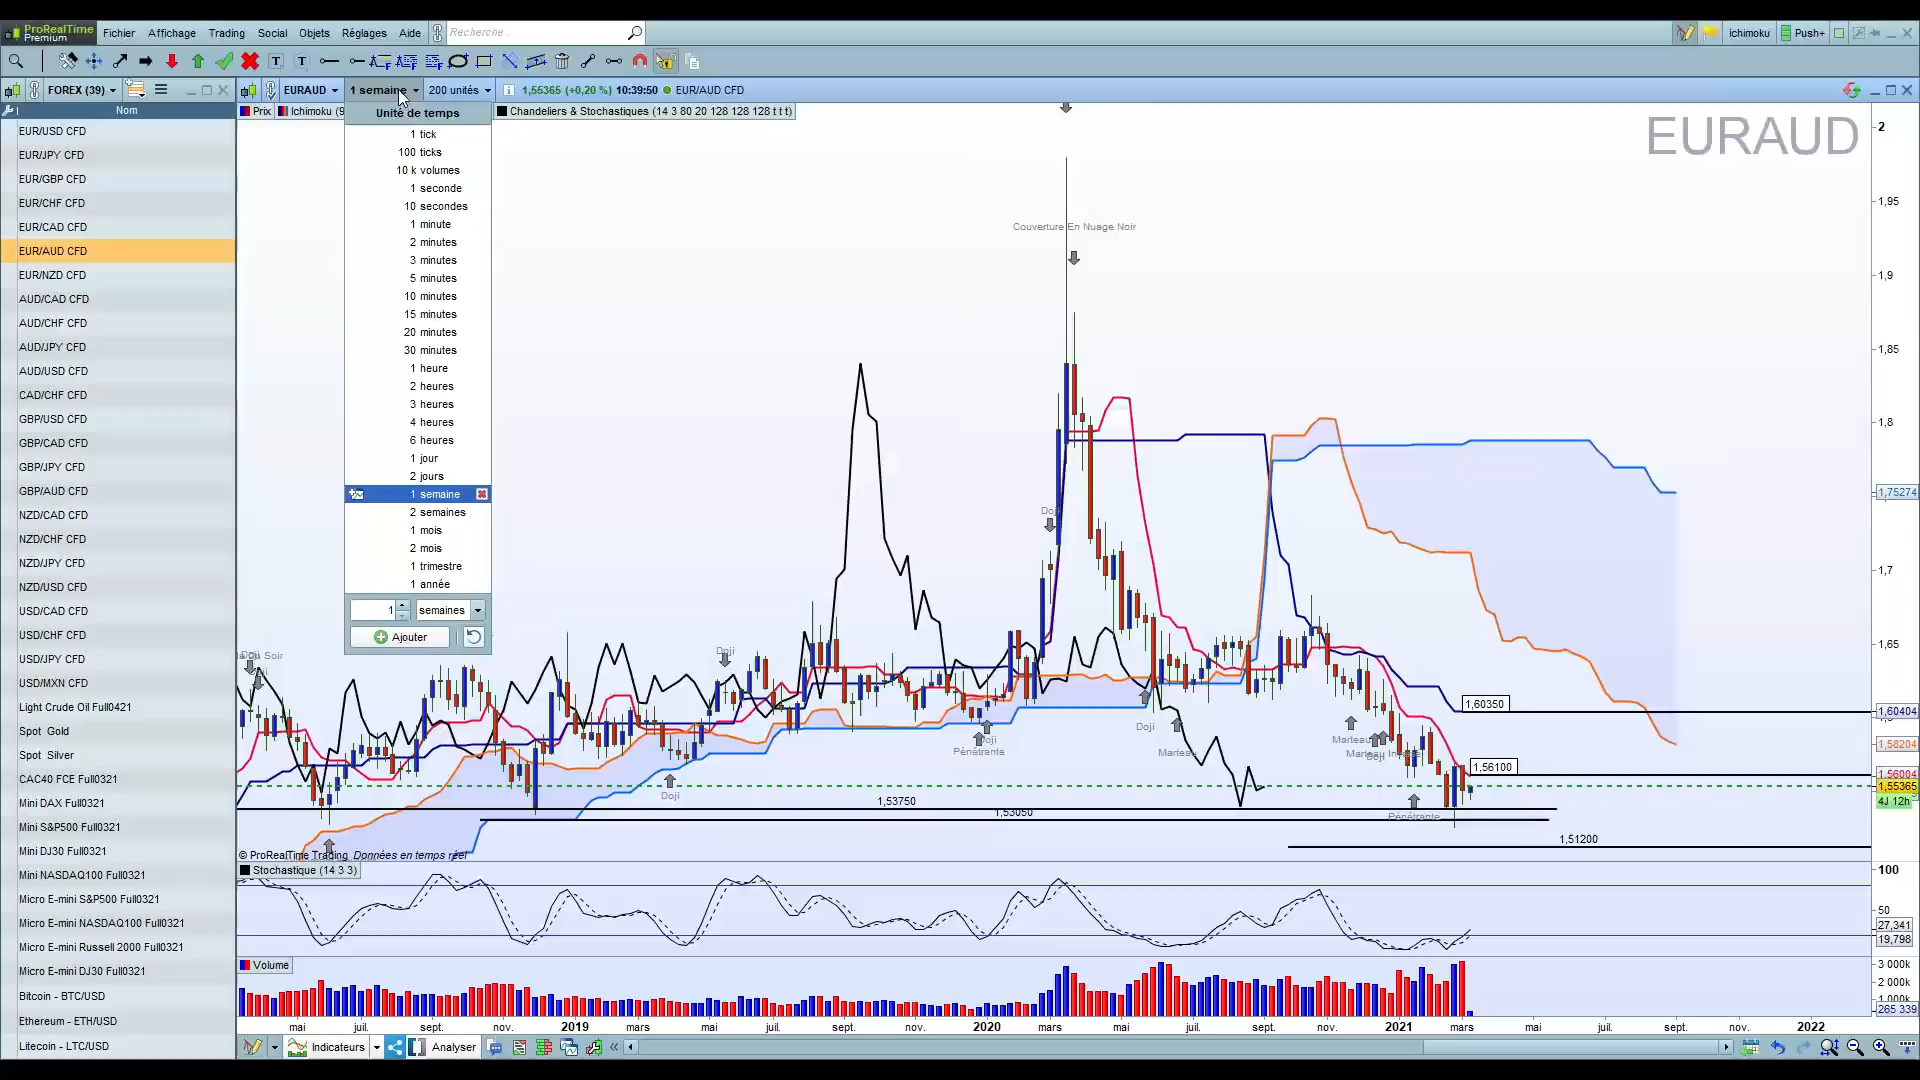 ProRealTime
Premium
Fichier Affichage Trading Social Objets Réglages Aide
Recherche...
ichimoku Push+
FOREX (39)
EURAUD 1 semaine 200 unités 1,55365 (+0,20 %) 10:39:50 EUR/AUD CFD
Nom
EUR/USD CFD
EUR/JPY CFD
EUR/GBP CFD
EUR/CHF CFD
EUR/CAD CFD
EUR/AUD CFD
EUR/NZD CFD
AUD/CAD CFD
AUD/CHF CFD
AUD/JPY CFD
AUD/USD CFD
CAD/CHF CFD
GBP/USD CFD
GBP/CAD CFD
GBP/JPY CFD
GBP/AUD CFD
NZD/CAD CFD
NZD/CHF CFD
NZD/JPY CFD
NZD/USD CFD
USD/CAD CFD
USD/CHF CFD
USD/JPY CFD
USD/MXN CFD
Light Crude Oil Full0421
Spot Gold
Spot Silver
CAC40 FCE Full0321
Mini DAX Full0321
Mini S&P500 Full0321
Mini DJ30 Full0321
Mini NASDAQ100 Full0321
Micro E-mini S&P500 Full0321
Micro E-mini NASDAQ100 Full0321
Micro E-mini Russell 2000 Full0321
Micro E-mini DJ30 Full0321
Bitcoin - BTC/USD
Ethereum - ETH/USD
Litecoin - LTC/USD
Prix Ichimoku (9
Chandeliers & Stochastiques (14 3 80 20 128 128 128 t t t)
Unité de temps
1 tick
100 ticks
10 k volumes
1 seconde
10 secondes
1 minute
2 minutes
3 minutes
5 minutes
10 minutes
15 minutes
20 minutes
30 minutes
1 heure
2 heures
3 heures
4 heures
6 heures
1 jour
2 jours
1 semaine
2 semaines
1 mois
2 mois
1 trimestre
1 année
1 semaines
Ajouter
EURAUD
Couverture En Nuage Noir
Doji
Du Soir
Doji
Doji
Doji
Doji
Pénétrante
Doji
Marteau
Marteau
Marteau
Doji
Pénétrante
1,60350
1,56100
1,53750
1,53050
1,51200
2
1,95
1,9
1,85
1,8
1,75274
1,7
1,65
1,60404
1,58204
1,56004
1,55365
4J 12h
© ProRealTime Trading Données en temps réel
Stochastique (14 3 3)
100
50
27,341
19,798
Volume
3 000k
2 000k
1 000k
265 339
mai juil. sept. nov. 2019 mars mai juil. sept. nov. 2020 mars mai juil. sept. nov. 2021 mars mai juil. sept. nov. 2022
Indicateurs Analyser